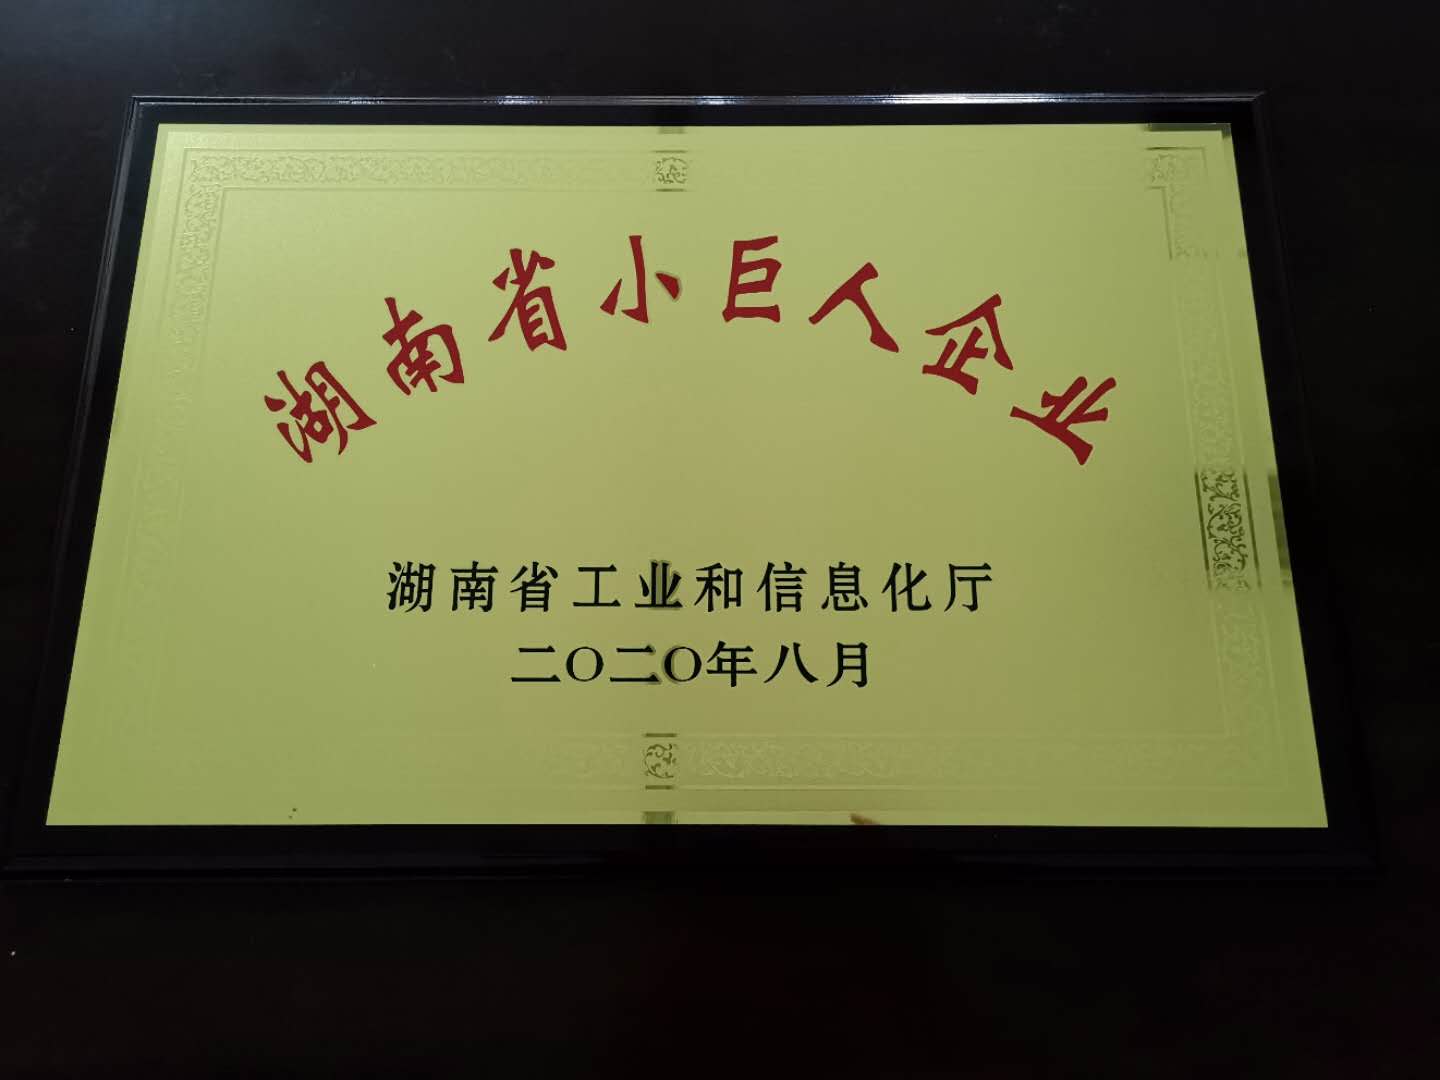 湖南省小巨人企业
湖南省工业和信息化厅
二〇二〇年八月